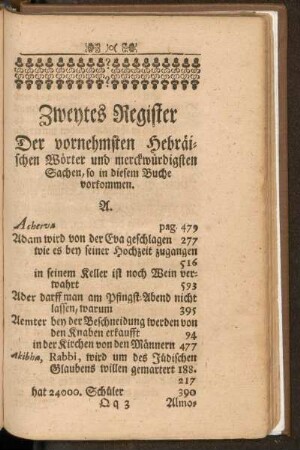 Zweytes Register
Der vornehmsten Hebräi-
schen Wörter und merckwürdigsten
Sachen, so in diesem Buche
vorkommen.
A.
Acherva pag. 479
Adam wird von der Eva geschlagen 277
wie es bey seiner Hochzeit zugangen
516
in seinem Keller ist noch Wein ver-
wahrt 593
Ader darff man am Pfingst-Abend nicht
lassen, warum 395
Aemter bey der Beschneidung werden von
den Knaben erkaufft 94
in der Kirchen von den Männern 477
Akibha, Rabbi, wird um des Jüdischen
Glaubens willen gemartert 188.
217
hat 24000. Schüler 390
Qq 3 Almo-